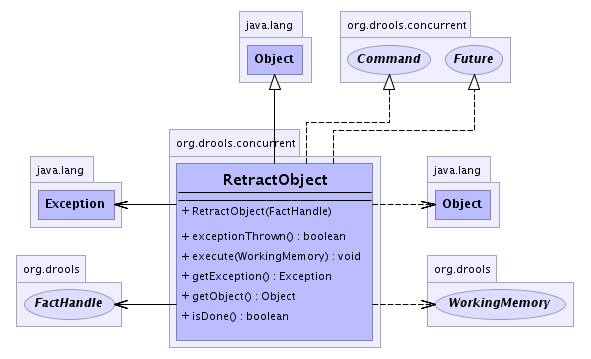 java.lang
org.drools.concurrent
Object
Command
Future
org.drools.concurrent
java.lang
RetractObject
java.lang
Exception
+ RetractObject(FactHandle)
Object
+ exceptionThrown() : boolean
+ execute(WorkingMemory) : void
org.drools
+ getException() : Exception
org.drools
FactHandle
+ getObject() : Object
WorkingMemory
+ isDone() : boolean